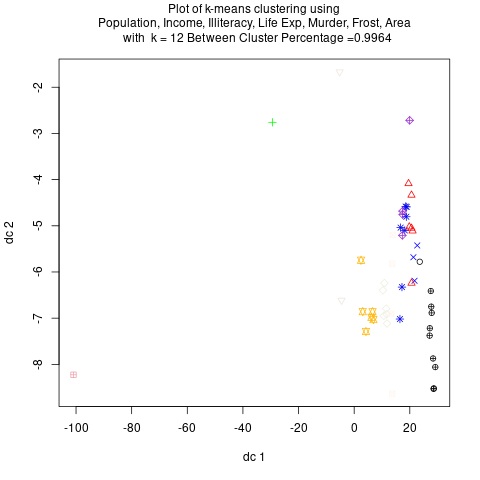 Plot of k-means clustering using
Population, Income, Illiteracy, Life Exp, Murder, Frost, Area
with k = 12 Between Cluster Percentage =0.9964
-2
-3
-4
-5
-6
-7
-8
dc 2
-100
-80
-60
-40
-20
0
20
dc 1